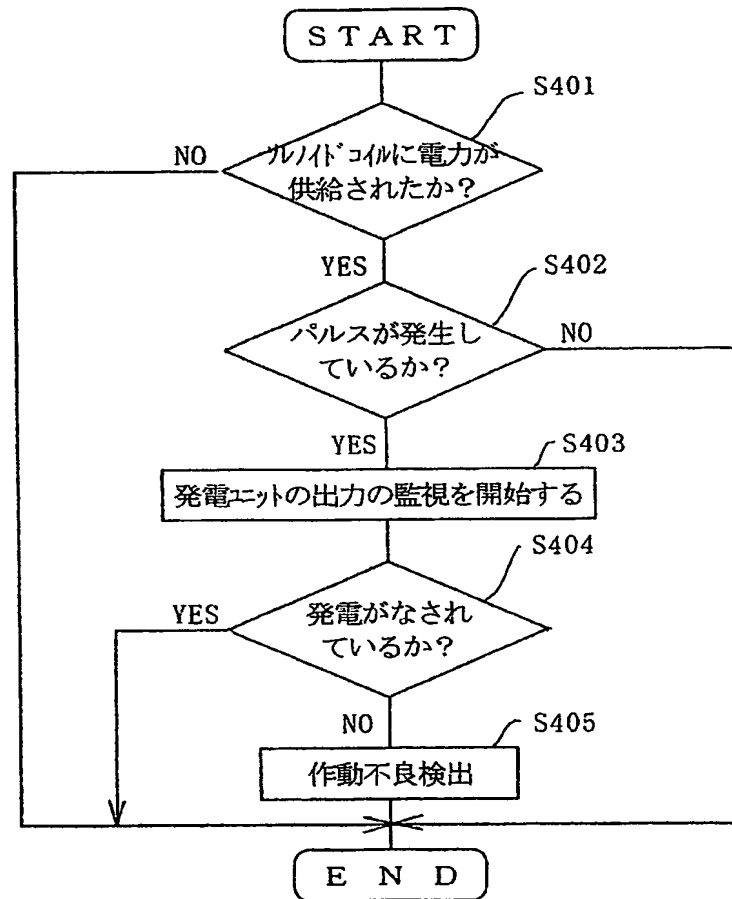 START
S401
ｿﾚﾉｲﾄﾞｺｲﾙに電力が
供給されたか？
NO
YES
S402
パルスが発生し
ているか？
NO
YES
S403
発電ﾕﾆｯﾄの出力の監視を開始する
S404
発電がなされ
ているか？
YES
NO
S405
作動不良検出
END